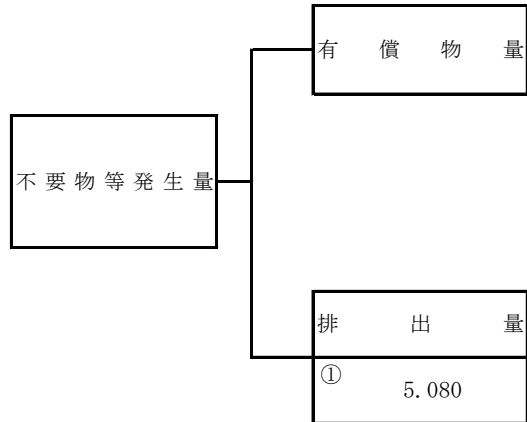 有償物量
不要物等発生量
排出量
①
5.080